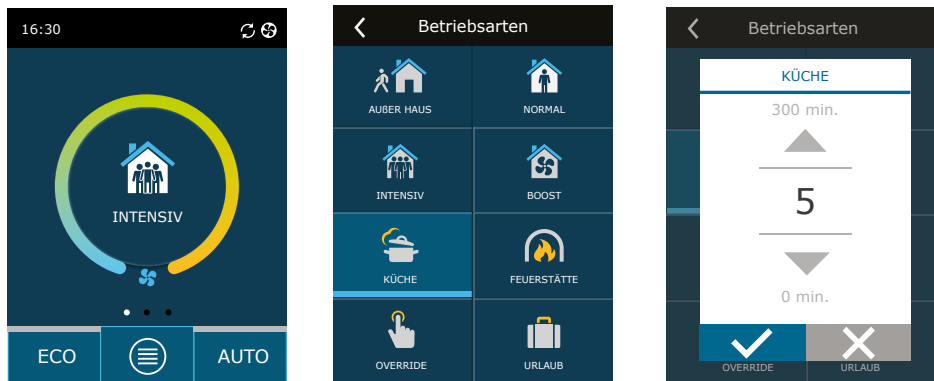 16:30
INTENSIV
ECO
AUTO
Betriebsarten
AUßER HAUS
NORMAL
INTENSIV
BOOST
KÜCHE
FEUERSTÄTTE
OVERRIDE
URLAUB
Betriebsarten
KÜCHE
300 min.
5
0 min.
OVERRIDE
URLAUB